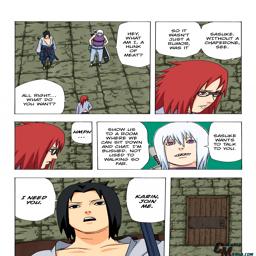 HEY,
WHAT
AM I, A
HUNK
OF
MEAT?
ALL RIGHT...
WHAT DO
YOU WANT?
SO IT
WASN'T
JUST A
RUMOR,
WAS IT
SASUKE,
WITHOUT A
CHAPERONE,
SEE.
HMPH...
SHOW US
TO A ROOM
WHERE WE
CAN SIT DOWN
AND CHAT. I'M
BUSHED. NOT
USED TO
WALKING SO
FAR.
SASUKE
WANTS
TO TALK
TO YOU.
I NEED
YOU.
KARIN,
JOIN
ME.